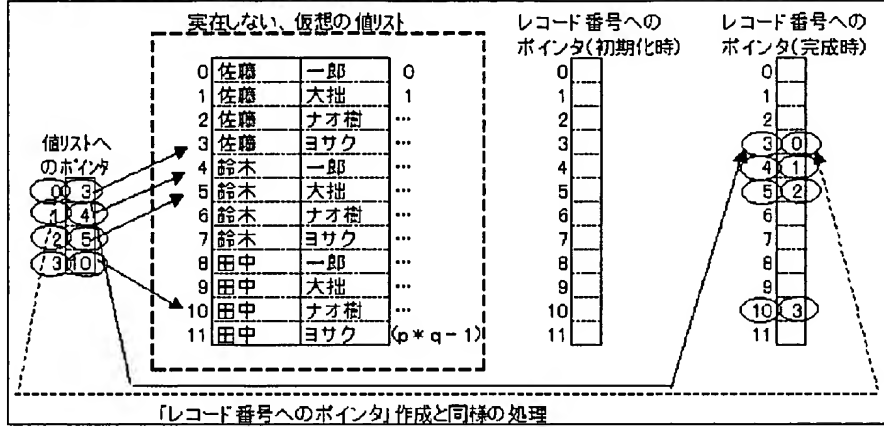 実在しない、仮想の値リスト
レコード番号への
ポインタ(初期化時)
レコード番号への
ポインタ(完成時)
値リストへ
のポインタ
0 3
1 4
2 5
3 10
0 佐藤 一郎 0
1 佐藤 大拙 1
2 佐藤 ナオ樹 …
3 佐藤 ヨサク …
4 鈴木 一郎 …
5 鈴木 大拙 …
6 鈴木 ナオ樹 …
7 鈴木 ヨサク …
8 田中 一郎 …
9 田中 大拙 …
10 田中 ナオ樹 …
11 田中 ヨサク (p*q-1)
0
1
2
3
4
5
6
7
8
9
10
11
0
1
2
3 0
4 1
5 2
6
7
8
9
10 3
11
「レコード番号へのポインタ」作成と同様の処理